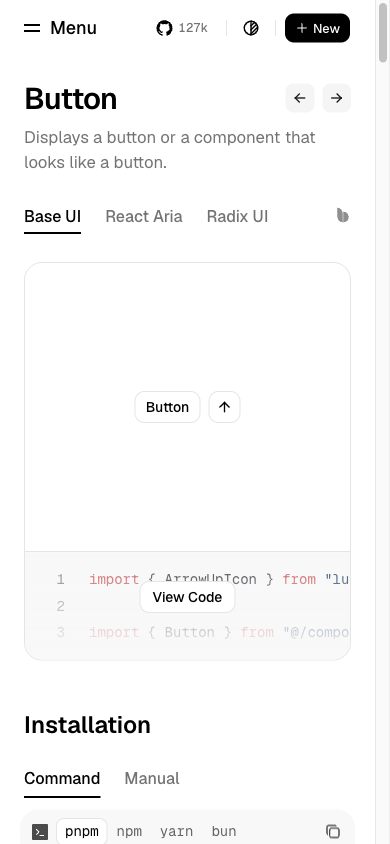 Menu 127k New
Button
Displays a button or a component that
looks like a button.
Base UI React Aria Radix UI
Button
1 import { ArrowUpIcon } from "lu
2
View Code
3 import { Button } from "@/compo
Installation
Command Manual
pnpm npm yarn bun